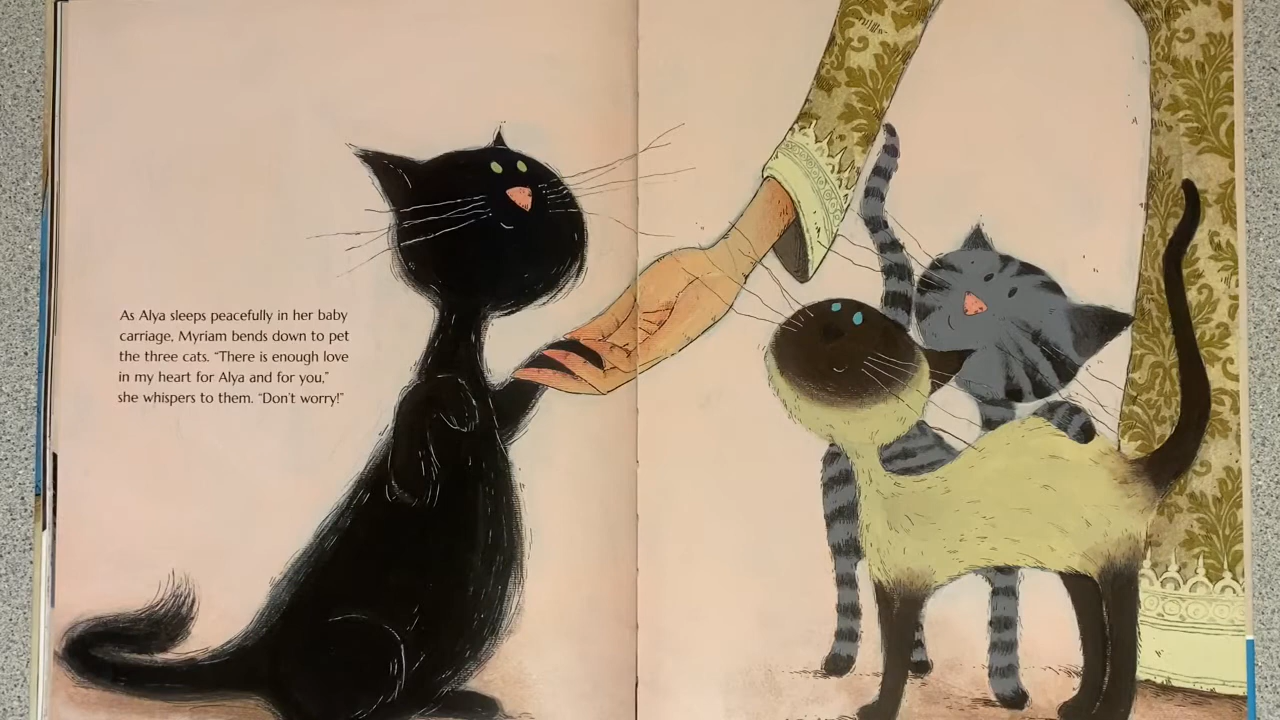 As Alya sleeps peacefully in her baby
carriage, Myriam bends down to pet
the three cats. “There is enough love
in my heart for Alya and for you,”
she whispers to them. “Don’t worry!”